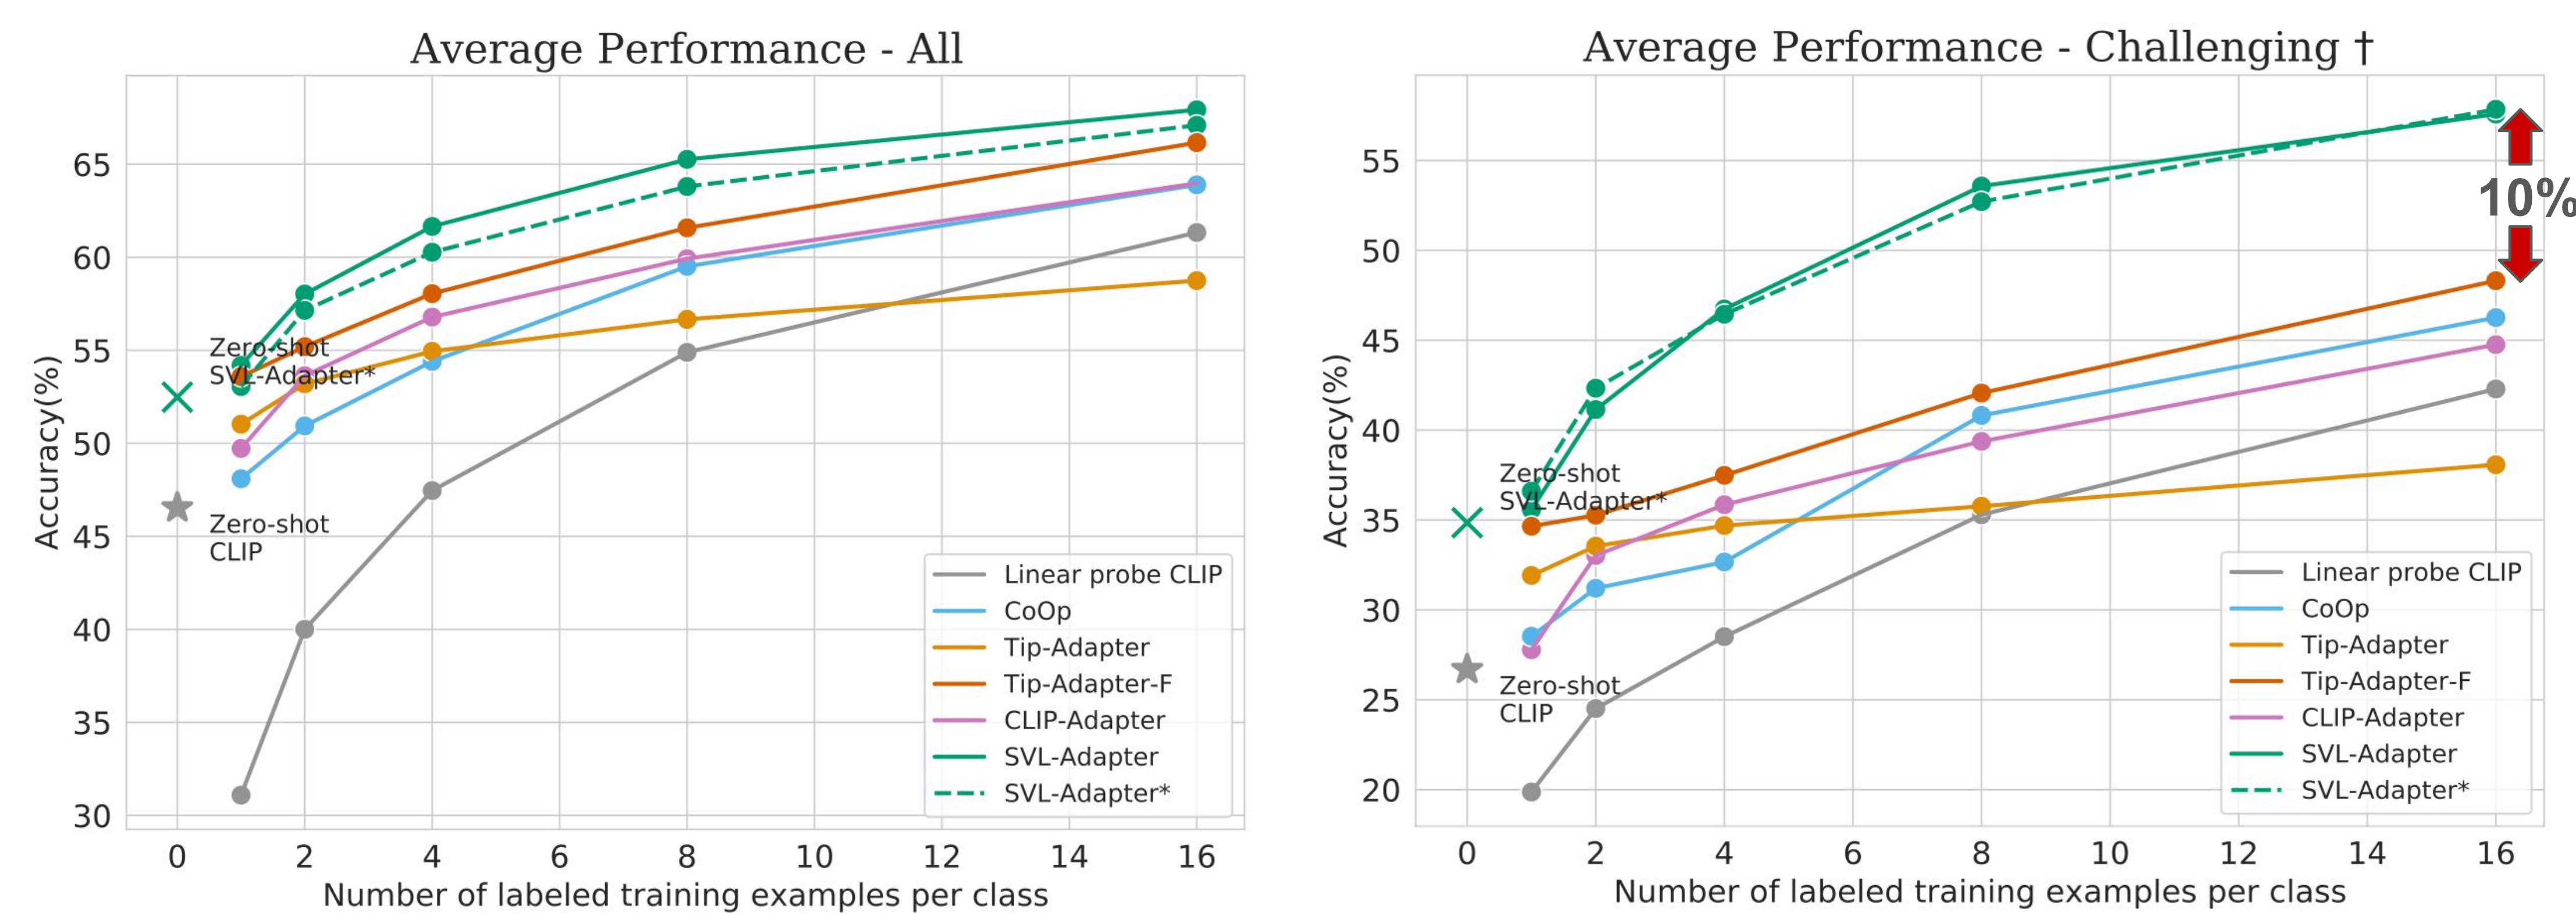 Average Performance - All
Accuracy(%)
65
60
55
50
45
40
35
30
Zero-shot
SVL-Adapter*
Zero-shot
CLIP
Linear probe CLIP
CoOp
Tip-Adapter
Tip-Adapter-F
CLIP-Adapter
SVL-Adapter
SVL-Adapter*
0 2 4 6 8 10 12 14 16
Number of labeled training examples per class
Average Performance - Challenging †
Accuracy(%)
55
50
45
40
35
30
25
20
10%
Zero-shot
SVL-Adapter*
Zero-shot
CLIP
Linear probe CLIP
CoOp
Tip-Adapter
Tip-Adapter-F
CLIP-Adapter
SVL-Adapter
SVL-Adapter*
0 2 4 6 8 10 12 14 16
Number of labeled training examples per class